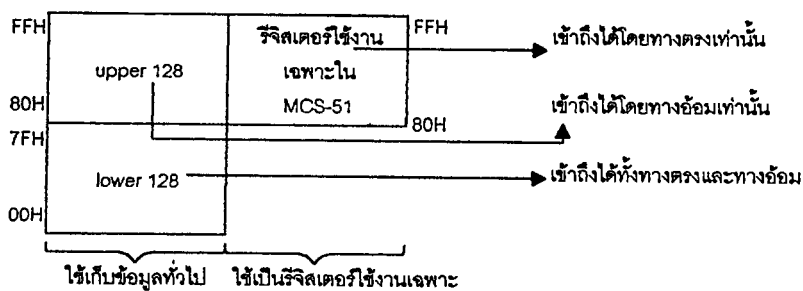 FFH
รีจิสเตอร์ใช้งาน
FFH
เข้าถึงได้โดยทางตรงเท่านั้น
upper 128
เฉพาะใน
80H
MCS-51
เข้าถึงได้โดยทางอ้อมเท่านั้น
80H
7FH
lower 128
เข้าถึงได้ทั้งทางตรงและทางอ้อม
00H
ใช้เก็บข้อมูลทั่วไป
ใช้เป็นรีจิสเตอร์ใช้งานเฉพาะ